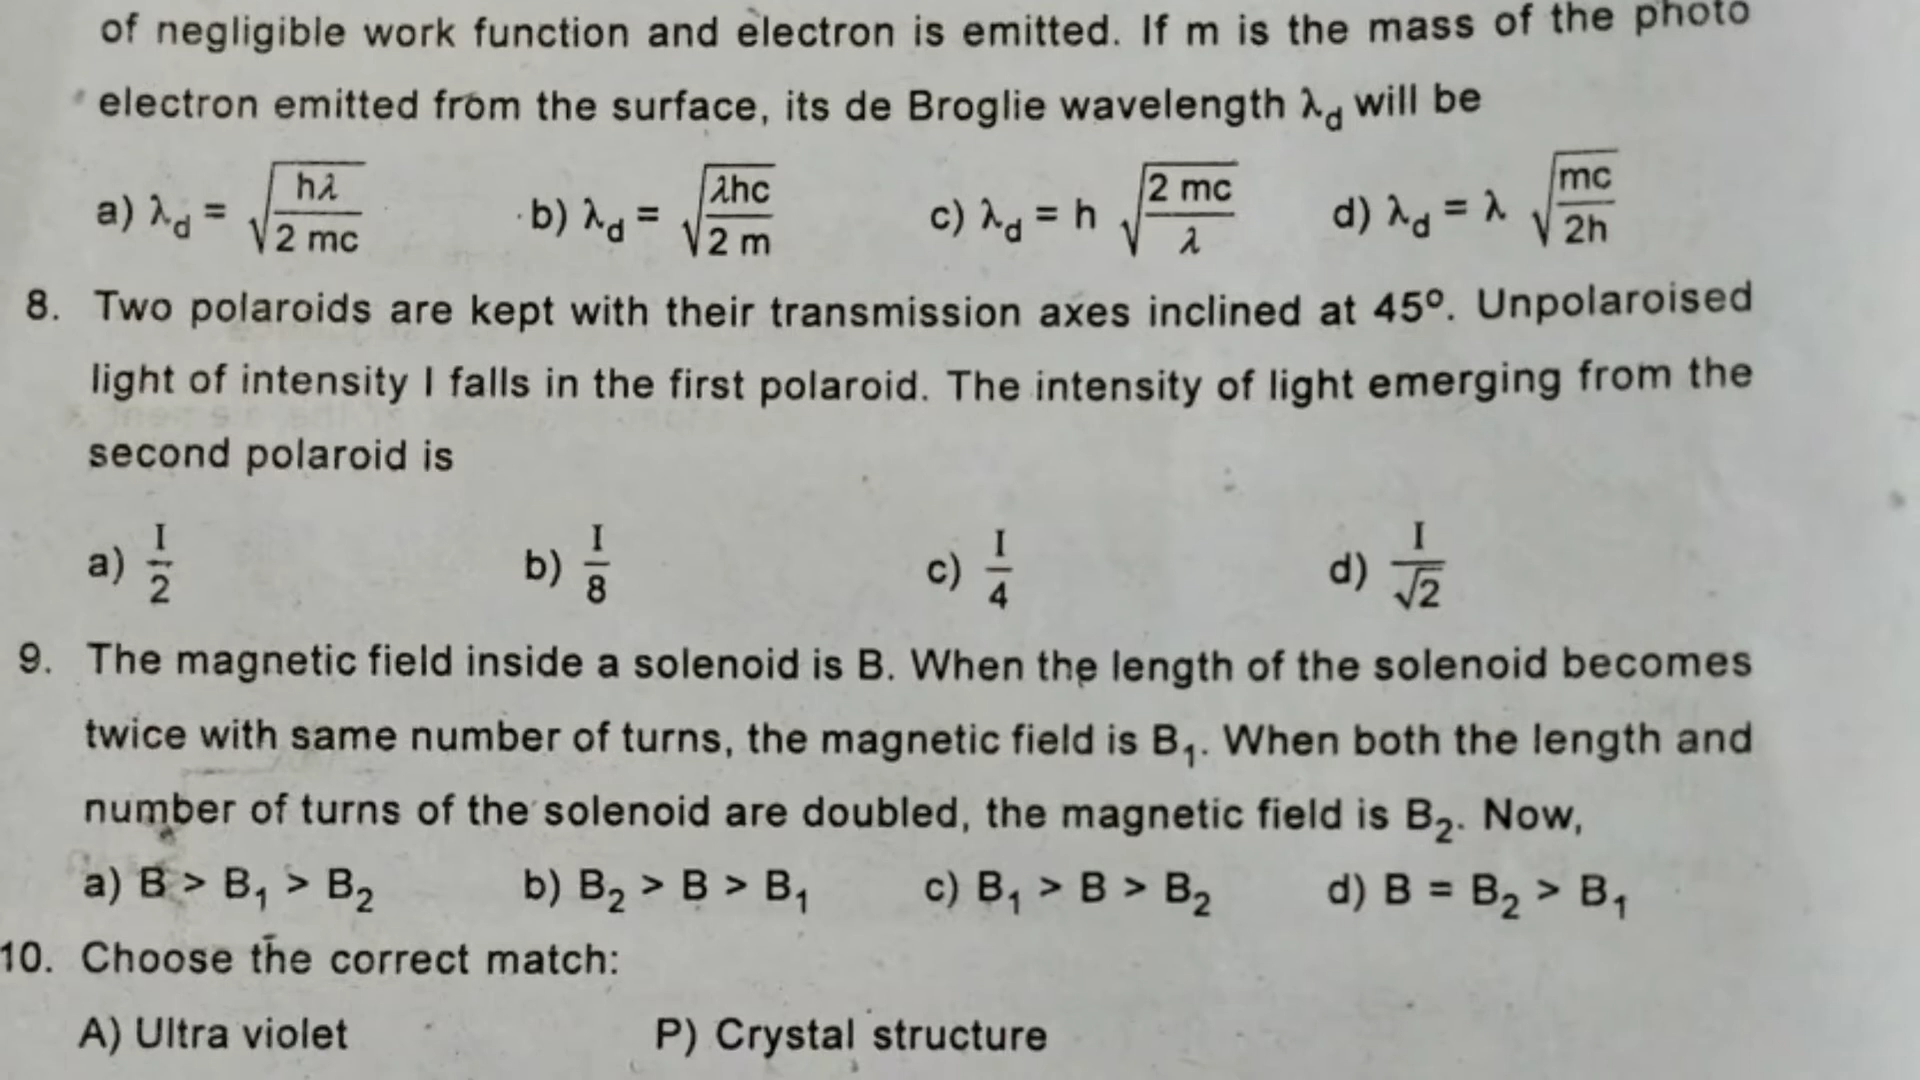 of negligible work function and electron is emitted. If m is the mass of the photo
electron emitted from the surface, its de Broglie wavelength λd will be
a) λd = √(hλ / 2 mc) b) λd = √(λhc / 2 m) c) λd = h √(2 mc / λ) d) λd = λ √(mc / 2h)
8. Two polaroids are kept with their transmission axes inclined at 45º. Unpolaroised
light of intensity I falls in the first polaroid. The intensity of light emerging from the
second polaroid is
a) I/2 b) I/8 c) I/4 d) I/√2
9. The magnetic field inside a solenoid is B. When the length of the solenoid becomes
twice with same number of turns, the magnetic field is B₁. When both the length and
number of turns of the solenoid are doubled, the magnetic field is B₂. Now,
a) B > B₁ > B₂ b) B₂ > B > B₁ c) B₁ > B > B₂ d) B = B₂ > B₁
10. Choose the correct match:
A) Ultra violet P) Crystal structure